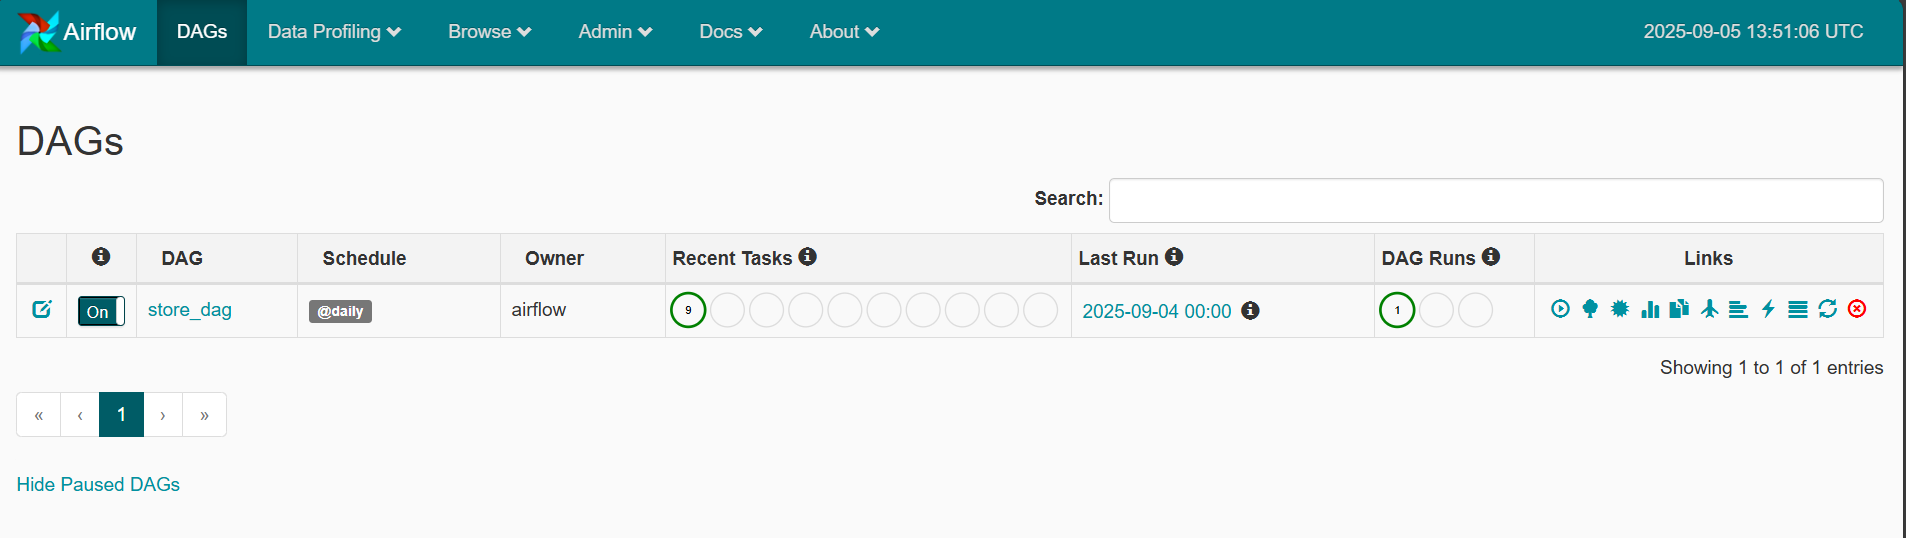 Airflow DAGs Data Profiling Browse Admin Docs About 2025-09-05 13:51:06 UTC
DAGs
Search:
DAG Schedule Owner Recent Tasks Last Run DAG Runs Links
On store_dag @daily airflow 9 2025-09-04 00:00 1
Showing 1 to 1 of 1 entries
« ‹ 1 › »
Hide Paused DAGs